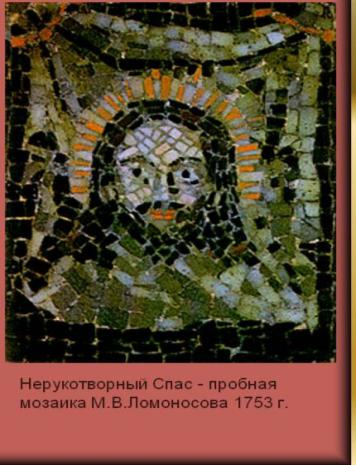 Нерукотворный Спас - пробная
мозаика М.В.Ломоносова 1753 г.